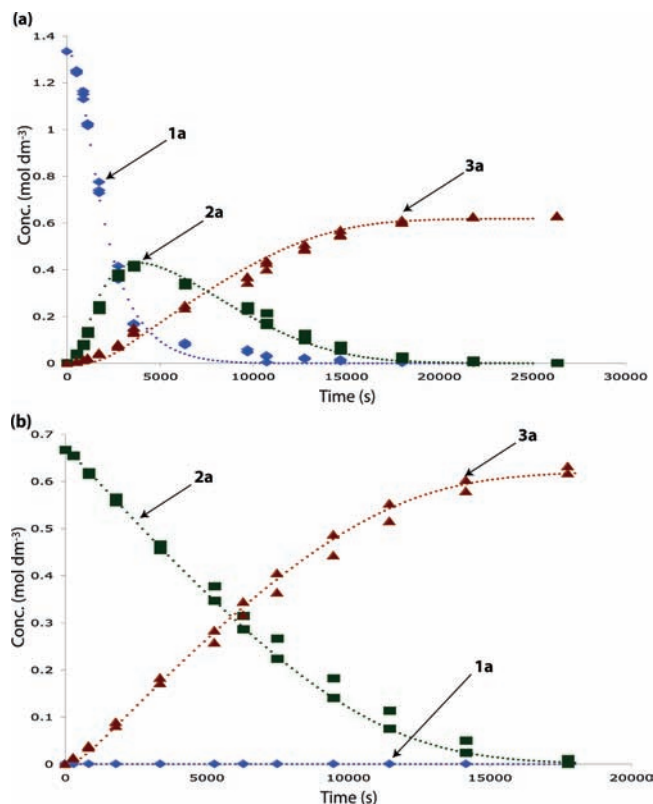 (a)
1.4
1.2
1
0.8
0.6
0.4
0.2
0
Conc. (mol dm-3)
1a
2a
3a
0 5000 10000 15000 20000 25000 30000
Time (s)
(b)
0.7
0.6
0.5
0.4
0.3
0.2
0.1
0
Conc. (mol dm-3)
2a
3a
1a
0 5000 10000 15000 20000
Time (s)